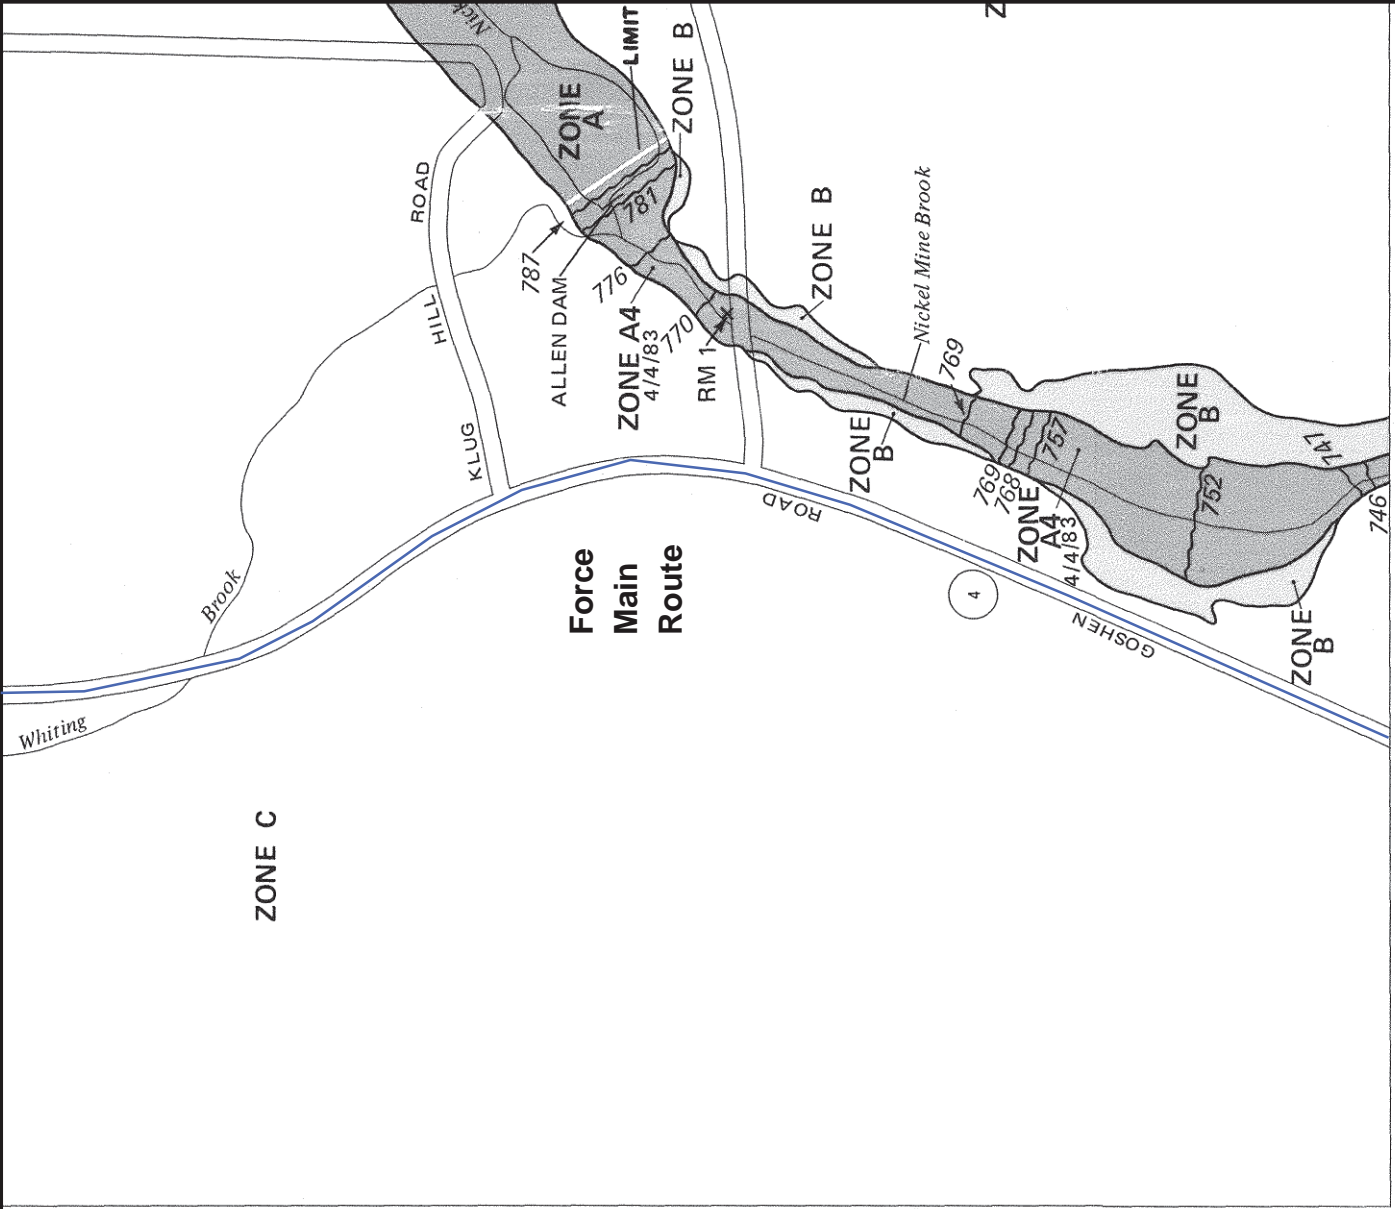 Z
Nick
LIMIT
ZONE B
ZONE
A
ROAD
781
787
ZONE B
Nickel Mine Brook
776
ALLEN DAM
HILL
ZONE A4
4/4/83
770
RM 1
769
KLUG
ZONE
B
ZONE
B
757
741
769
768
752
746
ROAD
ZONE
A4
4/4/83
Force
Main
Route
4
Brook
GOSHEN
ZONE
B
Whiting
ZONE C